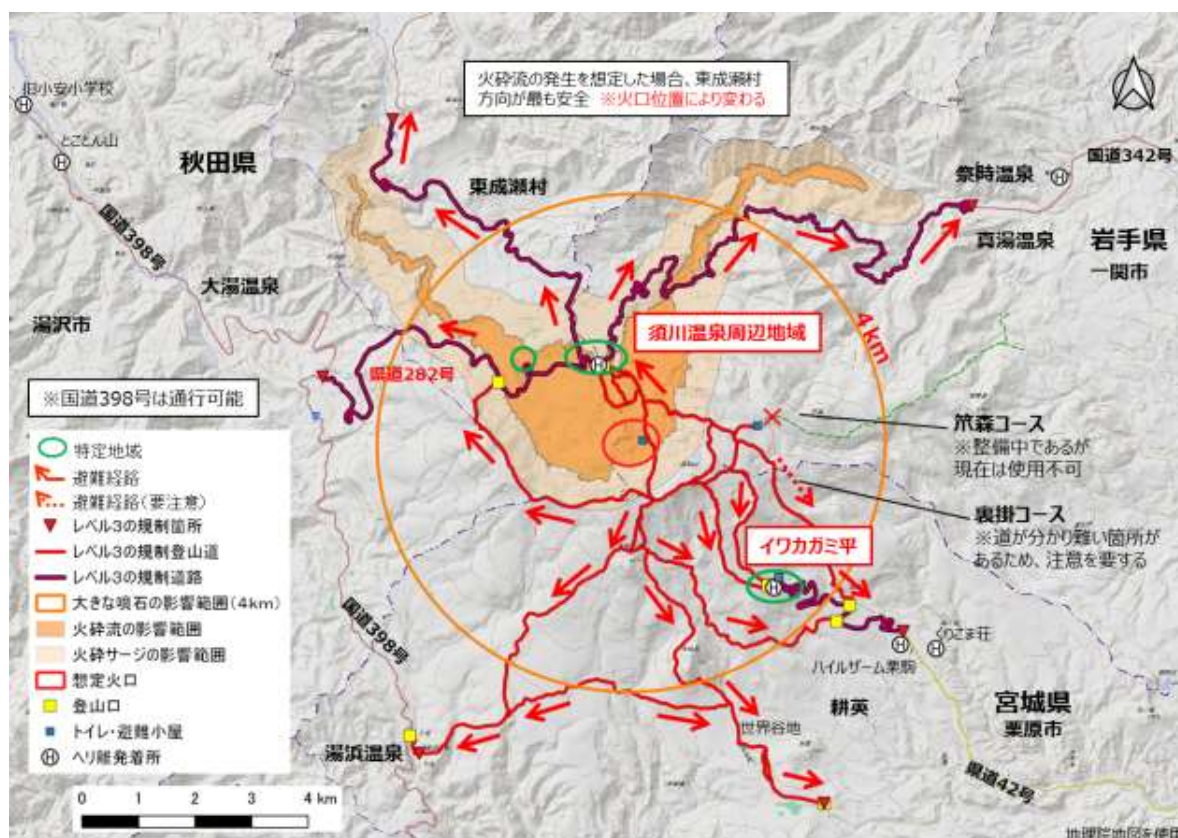 火砕流の発生を想定した場合、東成瀬村
方向が最も安全 ※火口位置により変わる
旧小安小学校
H
とことん山
H
秋田県
東成瀬村
国道342号
祭畤温泉
H
真湯温泉
岩手県
一関市
国道398号
大湯温泉
湯沢市
4km
須川温泉周辺地域
H
県道282号
※国道398号は通行可能
笊森コース
※整備中であるが
現在は使用不可
裏掛コース
※道が分かり難い箇所が
あるため、注意を要する
イワカガミ平
H
くりこま荘
H
H
ハイルザーム栗駒
国道398号
耕英
宮城県
栗原市
世界谷地
湯浜温泉
県道42号
特定地域
避難経路
避難経路(要注意)
レベル3の規制箇所
レベル3の規制登山道
レベル3の規制道路
大きな噴石の影響範囲(4km)
火砕流の影響範囲
火砕サージの影響範囲
想定火口
登山口
トイレ・避難小屋
H ヘリ離発着所
0 1 2 3 4 km
地理院地図を使用